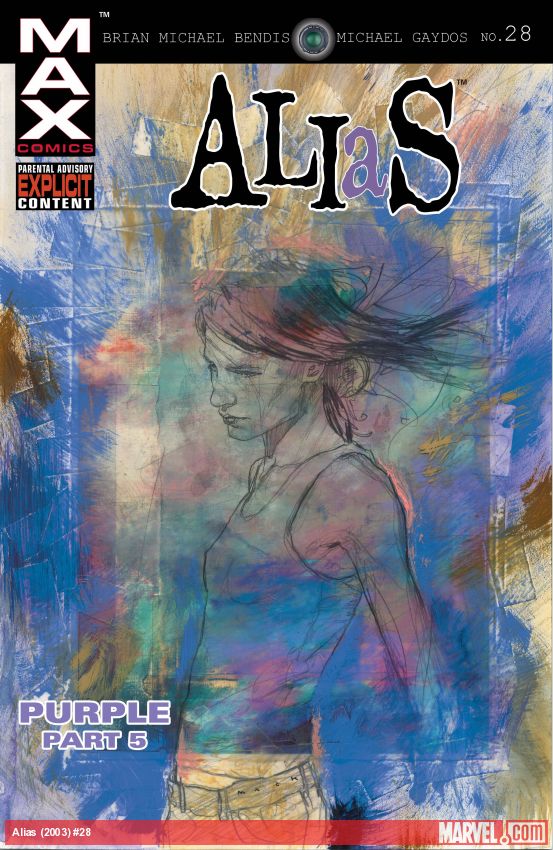 MAX
COMICS
™
BRIAN MICHAEL BENDIS MICHAEL GAYDOS NO.28
PARENTAL ADVISORY
EXPLICIT
CONTENT
ALIaS™
PURPLE
PART 5
MACK
Alias (2003) #28
MARVEL.com